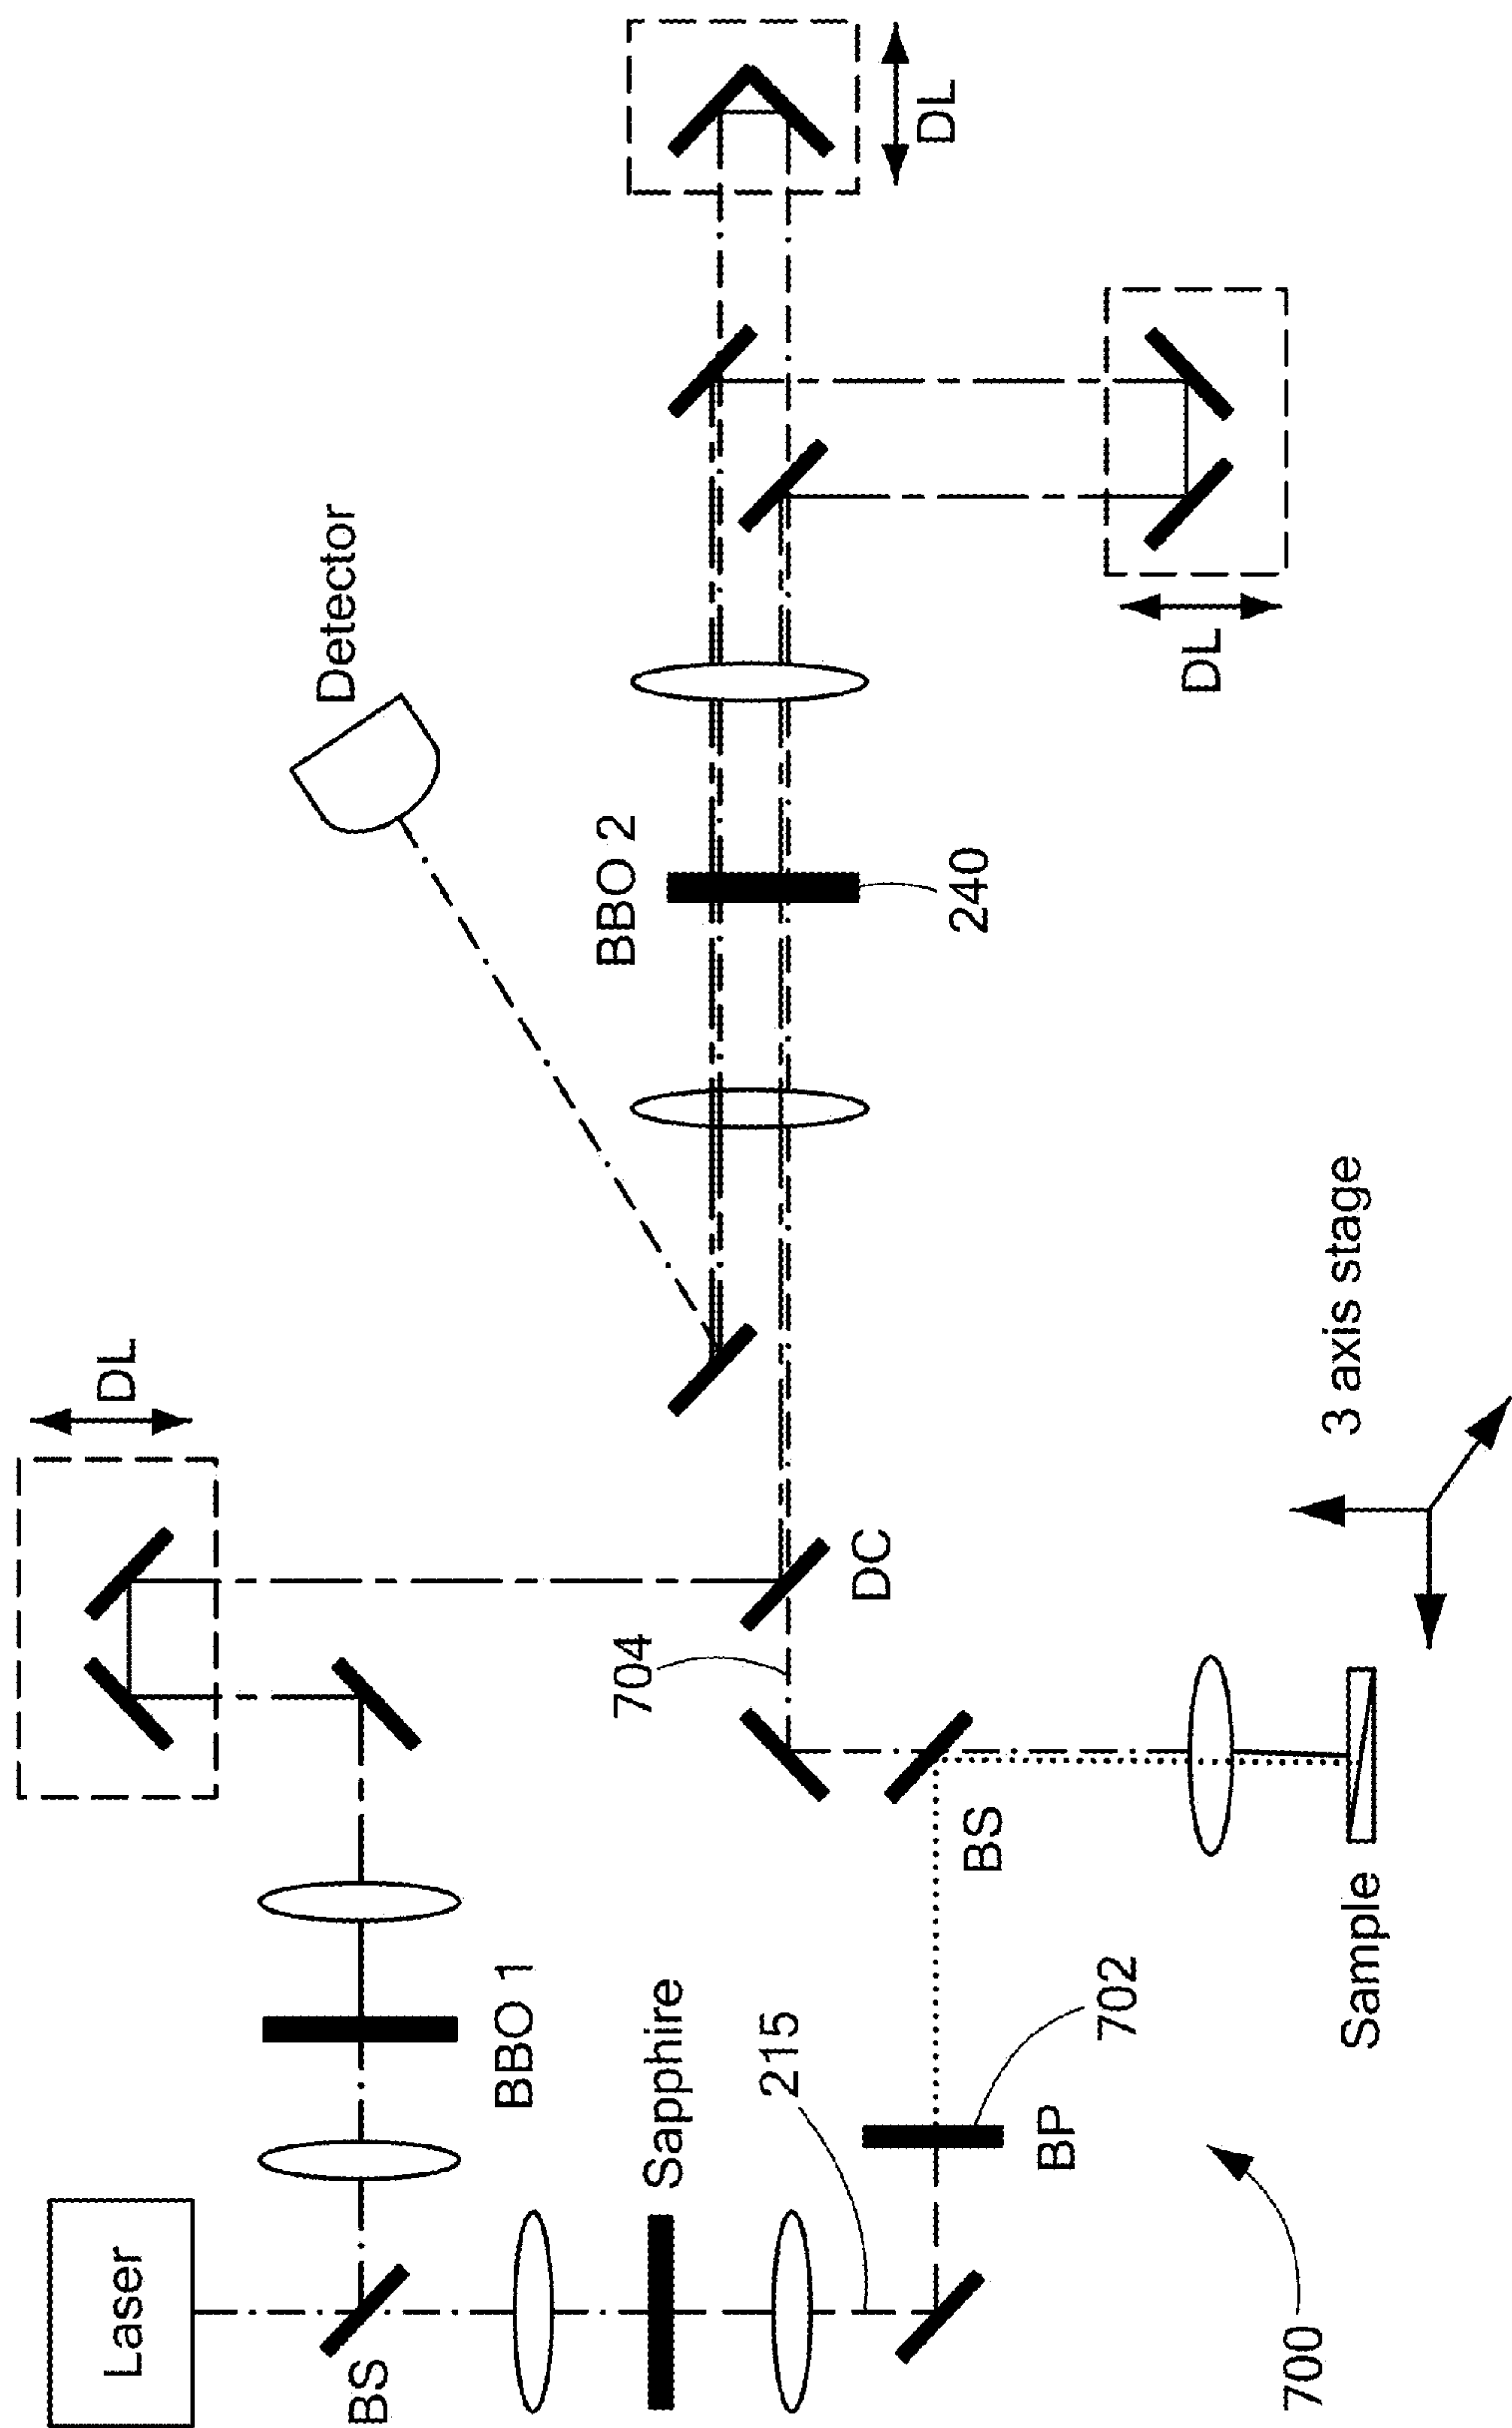 Laser
BS
DL
BBO 1
Sapphire
215
BP
702
700
704
DC
BS
Sample
3 axis stage
Detector
BBO 2
240
DL
DL